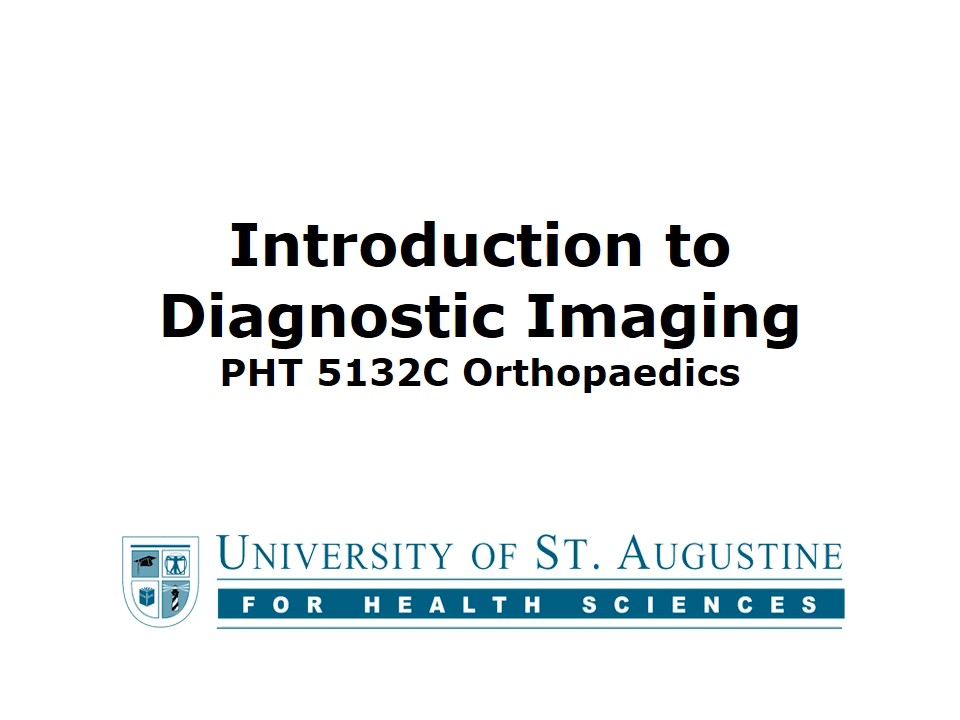 Introduction to
Diagnostic Imaging
PHT 5132C Orthopaedics
UNIVERSITY OF ST. AUGUSTINE
FOR HEALTH SCIENCES